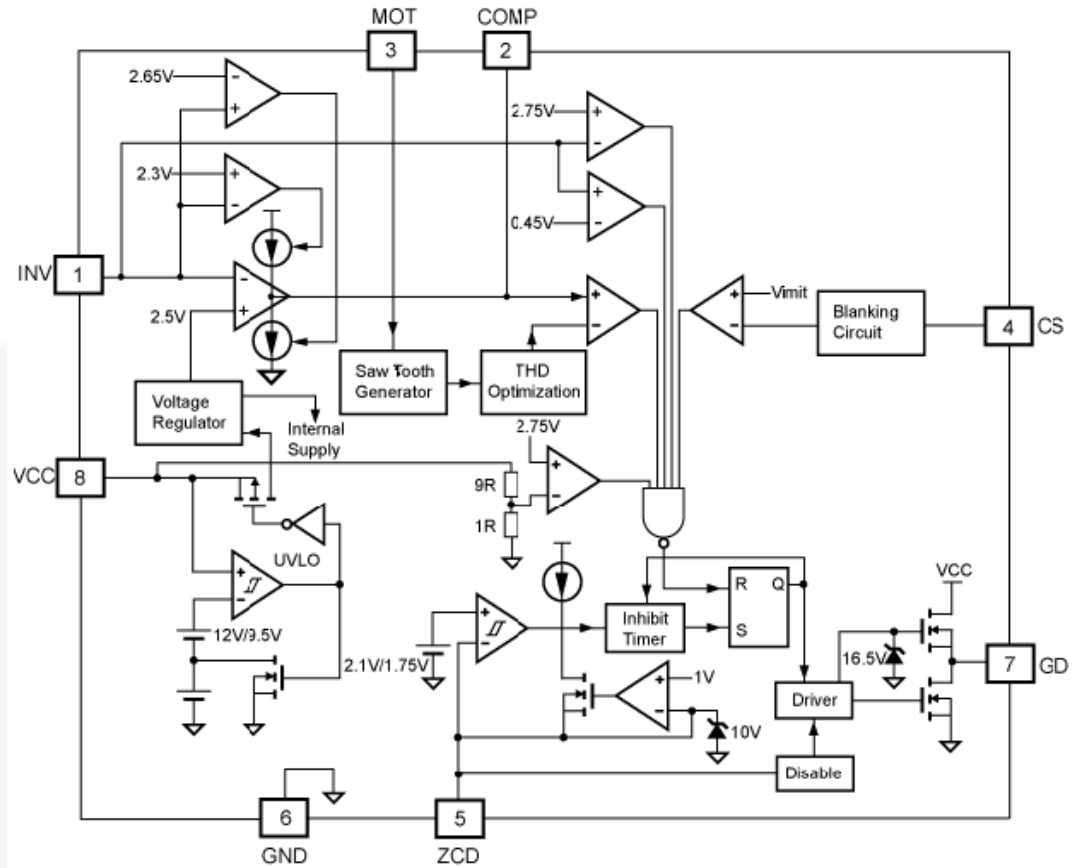 MOT
COMP
3
2
2.65V
−
+
2.75V
+
−
2.3V
+
−
+
−
0.45V
INV
1
−
+
2.5V
+
−
+
−
Vimit
Blanking
Circuit
4
CS
Saw Tooth
Generator
THD
Optimization
Voltage
Regulator
Internal
Supply
2.75V
VCC
8
9R
+
−
1R
UVLO
+
−
12V/9.5V
2.1V/1.75V
+
−
Inhibit
Timer
R
Q
S
VCC
16.5V
7
GD
1V
+
−
10V
Driver
Disable
6
GND
5
ZCD